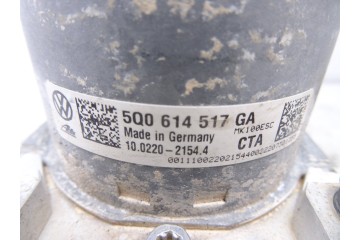 5Q0 614 517 GA
Made in Germany
MK100ESC
10.0220-2154.4
CTA